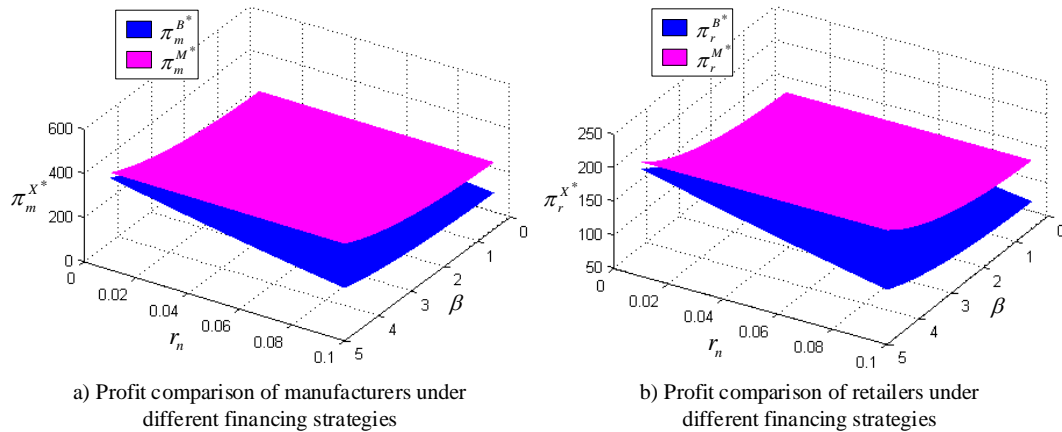 π_m^{B*}
π_m^{M*}
600
400
200
0
π_m^{X*}
0
0.02
0.04
0.06
0.08
0.1
r_n
5
4
3
2
1
0
β
a) Profit comparison of manufacturers under
different financing strategies
π_r^{B*}
π_r^{M*}
250
200
150
100
50
π_r^{X*}
0
0.02
0.04
0.06
0.08
0.1
r_n
5
4
3
2
1
0
β
b) Profit comparison of retailers under
different financing strategies